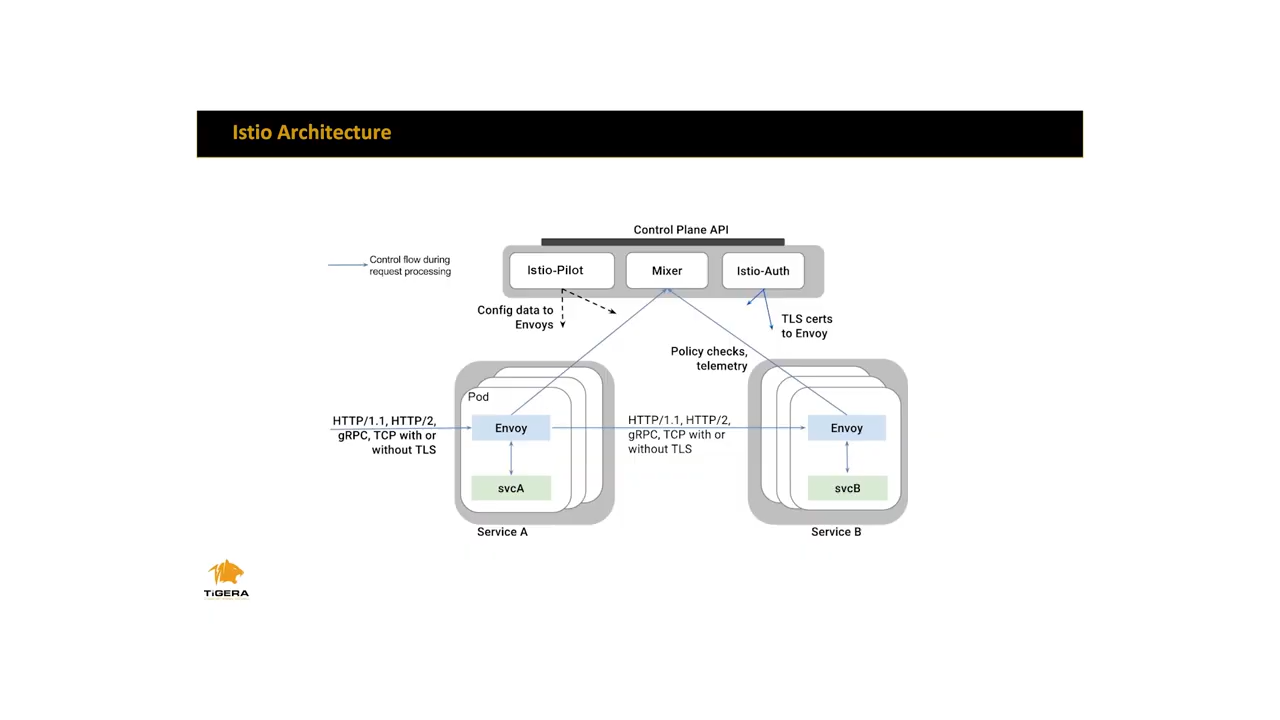 Istio Architecture
Control Plane API
Control flow during
request processing
Istio-Pilot
Mixer
Istio-Auth
Config data to
Envoys
TLS certs
to Envoy
Policy checks,
telemetry
Pod
HTTP/1.1, HTTP/2,
gRPC, TCP with or
without TLS
Envoy
HTTP/1.1, HTTP/2,
gRPC, TCP with or
without TLS
Envoy
svcA
svcB
Service A
Service B
TiGERA